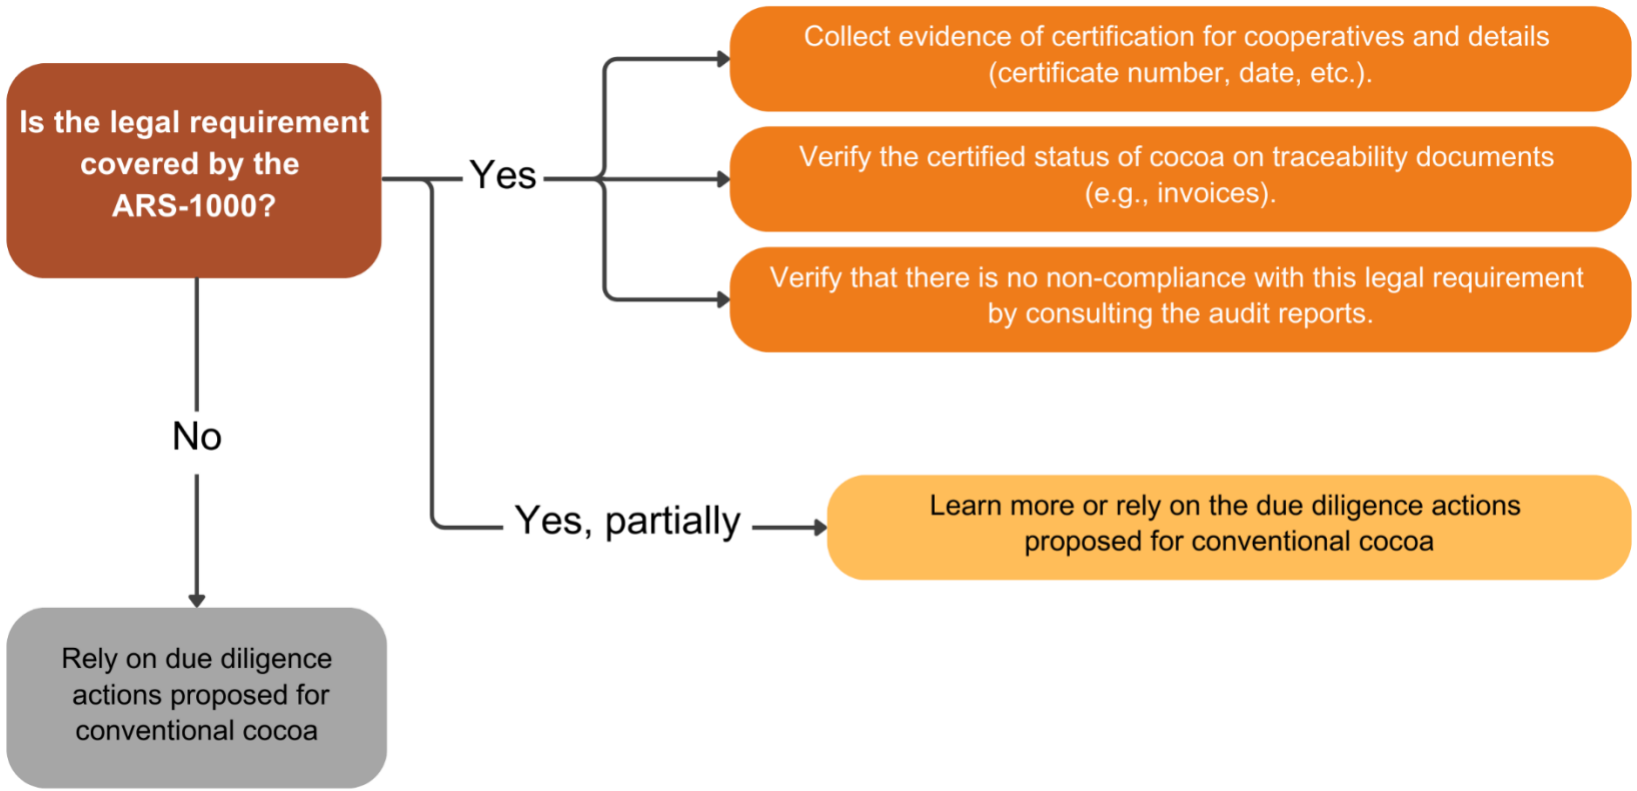 Is the legal requirement
covered by the
ARS-1000?
Yes
Collect evidence of certification for cooperatives and details
(certificate number, date, etc.).
Verify the certified status of cocoa on traceability documents
(e.g., invoices).
Verify that there is no non-compliance with this legal requirement
by consulting the audit reports.
No
Yes, partially
Learn more or rely on the due diligence actions
proposed for conventional cocoa
Rely on due diligence
actions proposed for
conventional cocoa